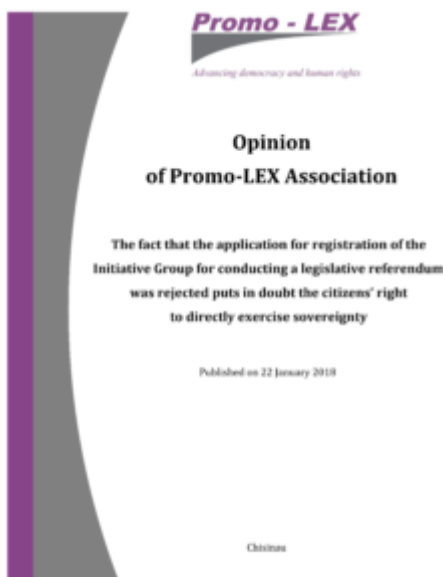 Promo - LEX
Advancing democracy and human rights
Opinion
of Promo-LEX Association
The fact that the application for registration of the
Initiative Group for conducting a legislative referendum
was rejected puts in doubt the citizens' right
to directly exercise sovereignty
Published on 22 January 2018
Chisinau